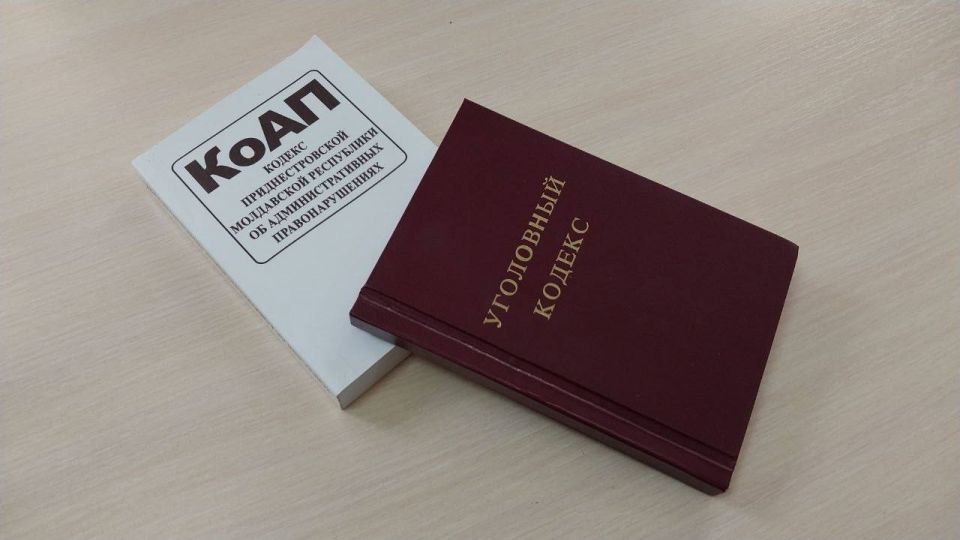 КоАП
КОДЕКС
ПРИДНЕСТРОВСКОЙ
МОЛДАВСКОЙ РЕСПУБЛИКИ
ОБ АДМИНИСТРАТИВНЫХ
ПРАВОНАРУШЕНИЯХ
УГОЛОВНЫЙ
КОДЕКС